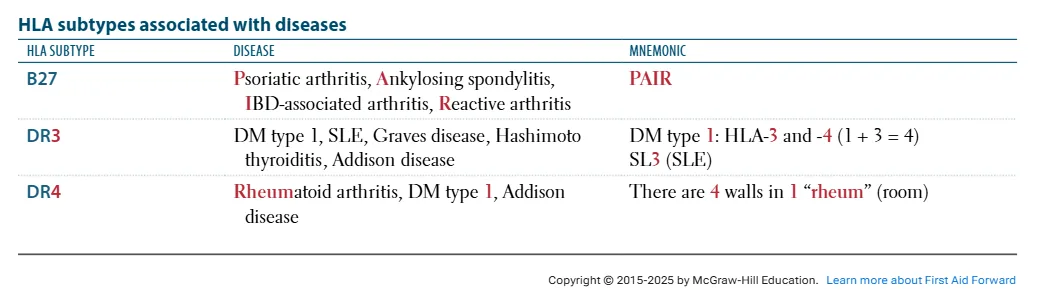 HLA subtypes associated with diseases
HLA SUBTYPE DISEASE MNEMONIC
B27 Psoriatic arthritis, Ankylosing spondylitis, PAIR
IBD-associated arthritis, Reactive arthritis
DR3 DM type 1, SLE, Graves disease, Hashimoto DM type 1: HLA-3 and -4 (1 + 3 = 4)
thyroiditis, Addison disease SL3 (SLE)
DR4 Rheumatoid arthritis, DM type 1, Addison There are 4 walls in 1 “rheum” (room)
disease
Copyright © 2015-2025 by McGraw-Hill Education. Learn more about First Aid Forward